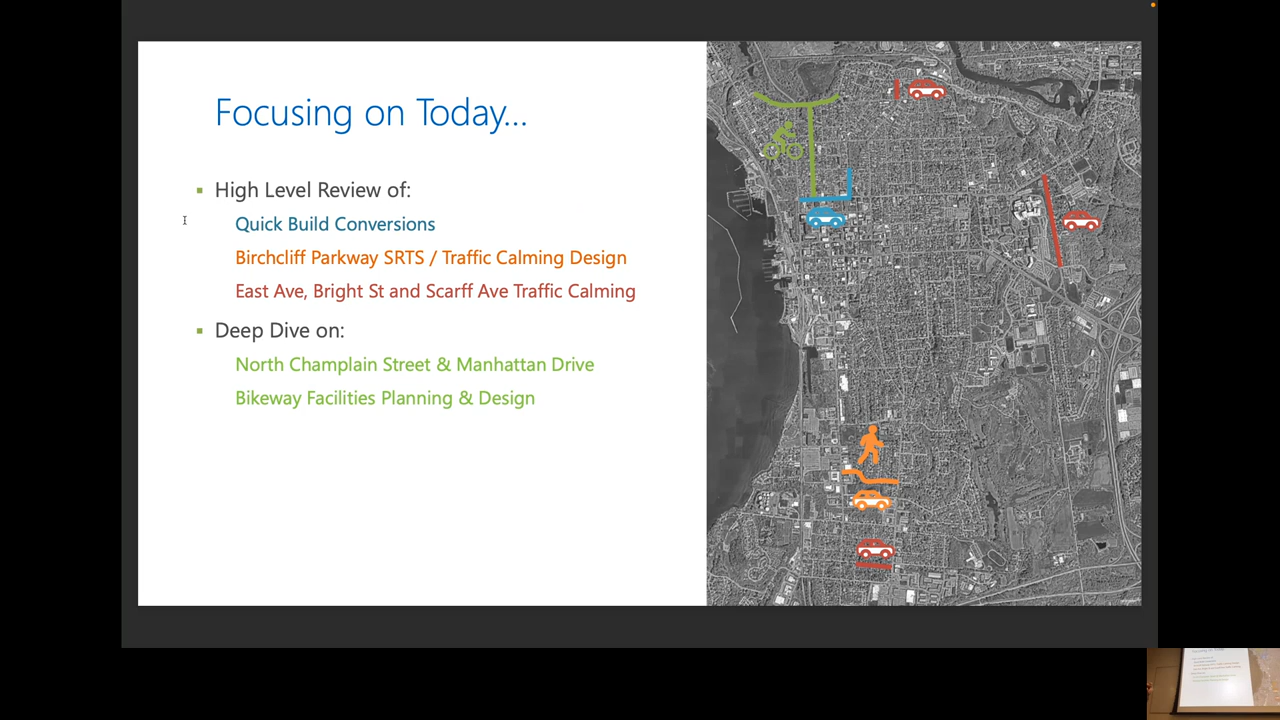 Focusing on Today...
High Level Review of:
Quick Build Conversions
Birchcliff Parkway SRTS / Traffic Calming Design
East Ave, Bright St and Scarff Ave Traffic Calming
Deep Dive on:
North Champlain Street & Manhattan Drive
Bikeway Facilities Planning & Design